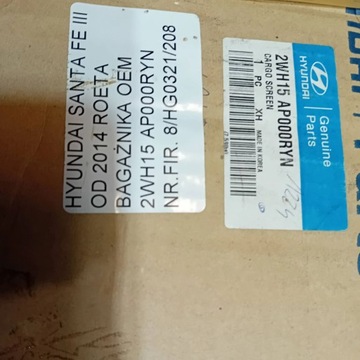 HYUNDAI SANTA FE III
OD 2014 ROLETA
BAGAŻNIKA OEM
2WH15 AP000RYN
NR.FIR. 8/HG0321/208
2WH15 AP000RYN
CARGO SCREEN
1 PC XH MADE IN KOREA
HYUNDAI
Genuine
Parts